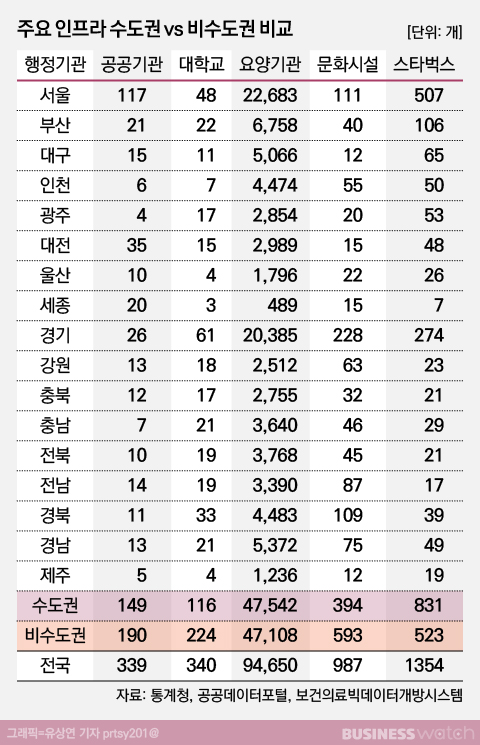 주요 인프라 수도권 vs 비수도권 비교 [단위: 개]
행정기관 공공기관 대학교 요양기관 문화시설 스타벅스
서울 117 48 22,683 111 507
부산 21 22 6,758 40 106
대구 15 11 5,066 12 65
인천 6 7 4,474 55 50
광주 4 17 2,854 20 53
대전 35 15 2,989 15 48
울산 10 4 1,796 22 26
세종 20 3 489 15 7
경기 26 61 20,385 228 274
강원 13 18 2,512 63 23
충북 12 17 2,755 32 21
충남 7 21 3,640 46 29
전북 10 19 3,768 45 21
전남 14 19 3,390 87 17
경북 11 33 4,483 109 39
경남 13 21 5,372 75 49
제주 5 4 1,236 12 19
수도권 149 116 47,542 394 831
비수도권 190 224 47,108 593 523
전국 339 340 94,650 987 1354
자료: 통계청, 공공데이터포털, 보건의료빅데이터개방시스템
그래픽=유상연 기자 prtsy201@ BUSINESSwatch